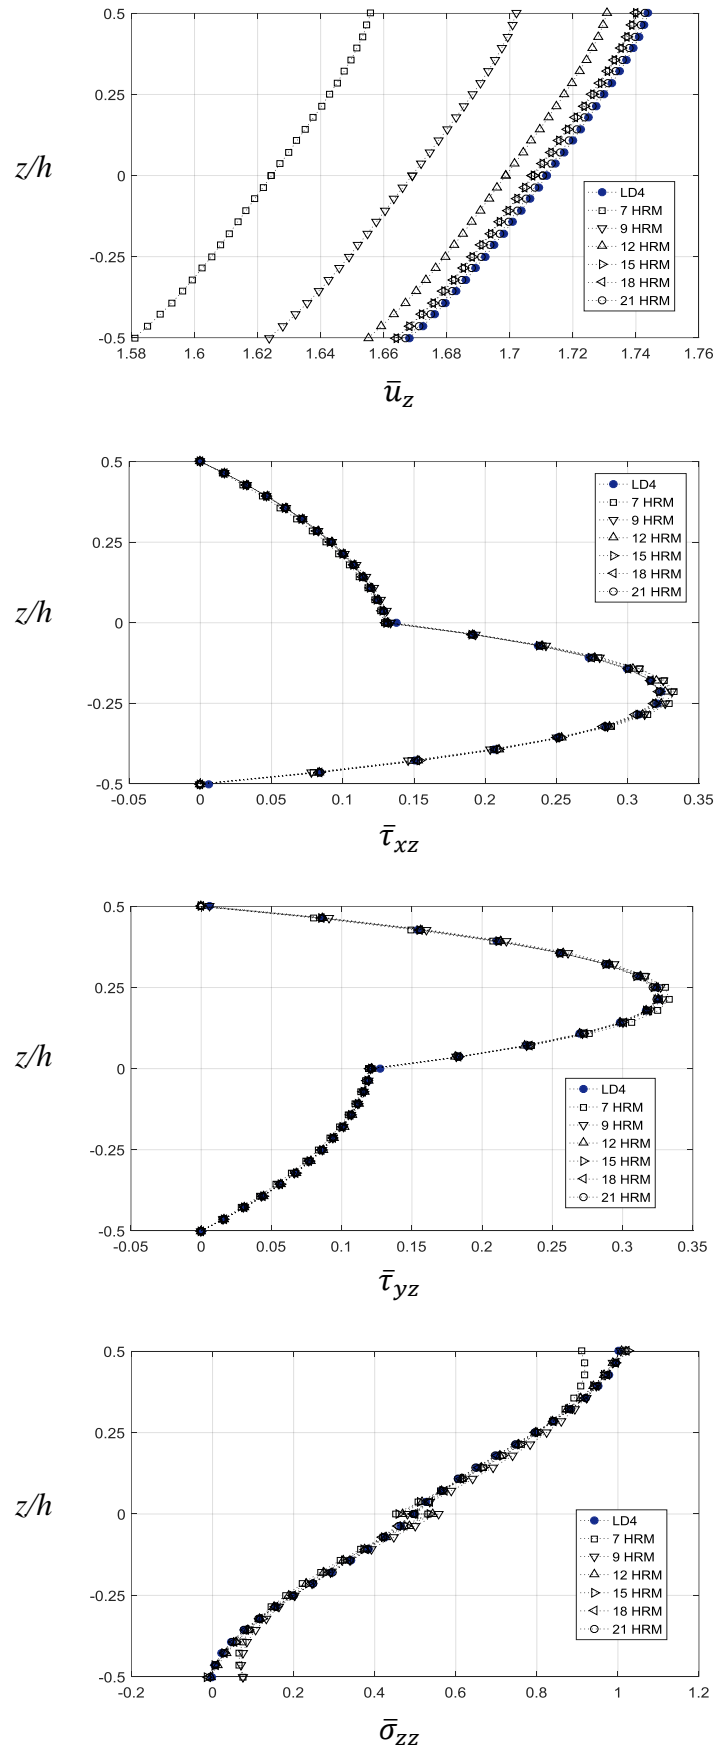 0.5
0.25
z/h
0
-0.25
-0.5
LD4
7 HRM
9 HRM
12 HRM
15 HRM
18 HRM
21 HRM
1.58 1.6 1.62 1.64 1.66 1.68 1.7 1.72 1.74 1.76
ūz
0.5
0.25
z/h
0
-0.25
-0.5
LD4
7 HRM
9 HRM
12 HRM
15 HRM
18 HRM
21 HRM
-0.05 0 0.05 0.1 0.15 0.2 0.25 0.3 0.35
τ̄xz
0.5
0.25
z/h
0
-0.25
-0.5
LD4
7 HRM
9 HRM
12 HRM
15 HRM
18 HRM
21 HRM
-0.05 0 0.05 0.1 0.15 0.2 0.25 0.3 0.35
τ̄yz
0.5
0.25
z/h
0
-0.25
-0.5
LD4
7 HRM
9 HRM
12 HRM
15 HRM
18 HRM
21 HRM
-0.2 0 0.2 0.4 0.6 0.8 1 1.2
σ̄zz